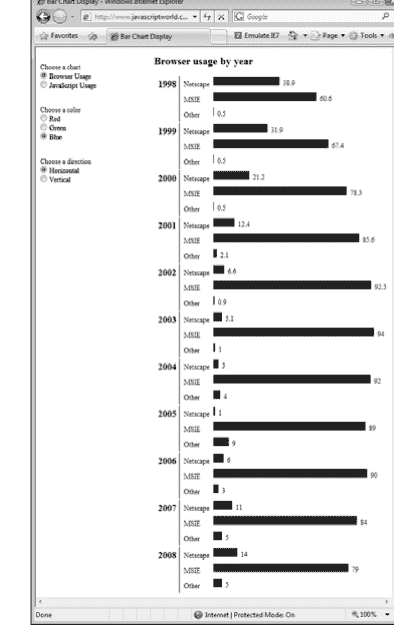 Bar Chart Display - Windows Internet Explorer
http://www.javascriptworld.c...
Google
Favorites
Bar Chart Display
Emulate IE7
Page
Tools
Choose a chart
Browser Usage
JavaScript Usage
Choose a color
Red
Green
Blue
Choose a direction
Horizontal
Vertical
Browser usage by year
1998 Netscape 38.9
MSIE 60.6
Other 0.5
1999 Netscape 31.9
MSIE 67.4
Other 0.5
2000 Netscape 21.2
MSIE 78.3
Other 0.5
2001 Netscape 12.4
MSIE 85.6
Other 2.1
2002 Netscape 6.6
MSIE 92.5
Other 0.9
2003 Netscape 5.1
MSIE 94
Other 1
2004 Netscape 5
MSIE 92
Other 4
2005 Netscape 1
MSIE 89
Other 9
2006 Netscape 6
MSIE 90
Other 3
2007 Netscape 11
MSIE 84
Other 5
2008 Netscape 14
MSIE 79
Other 5
Done
Internet | Protected Mode: On
100%